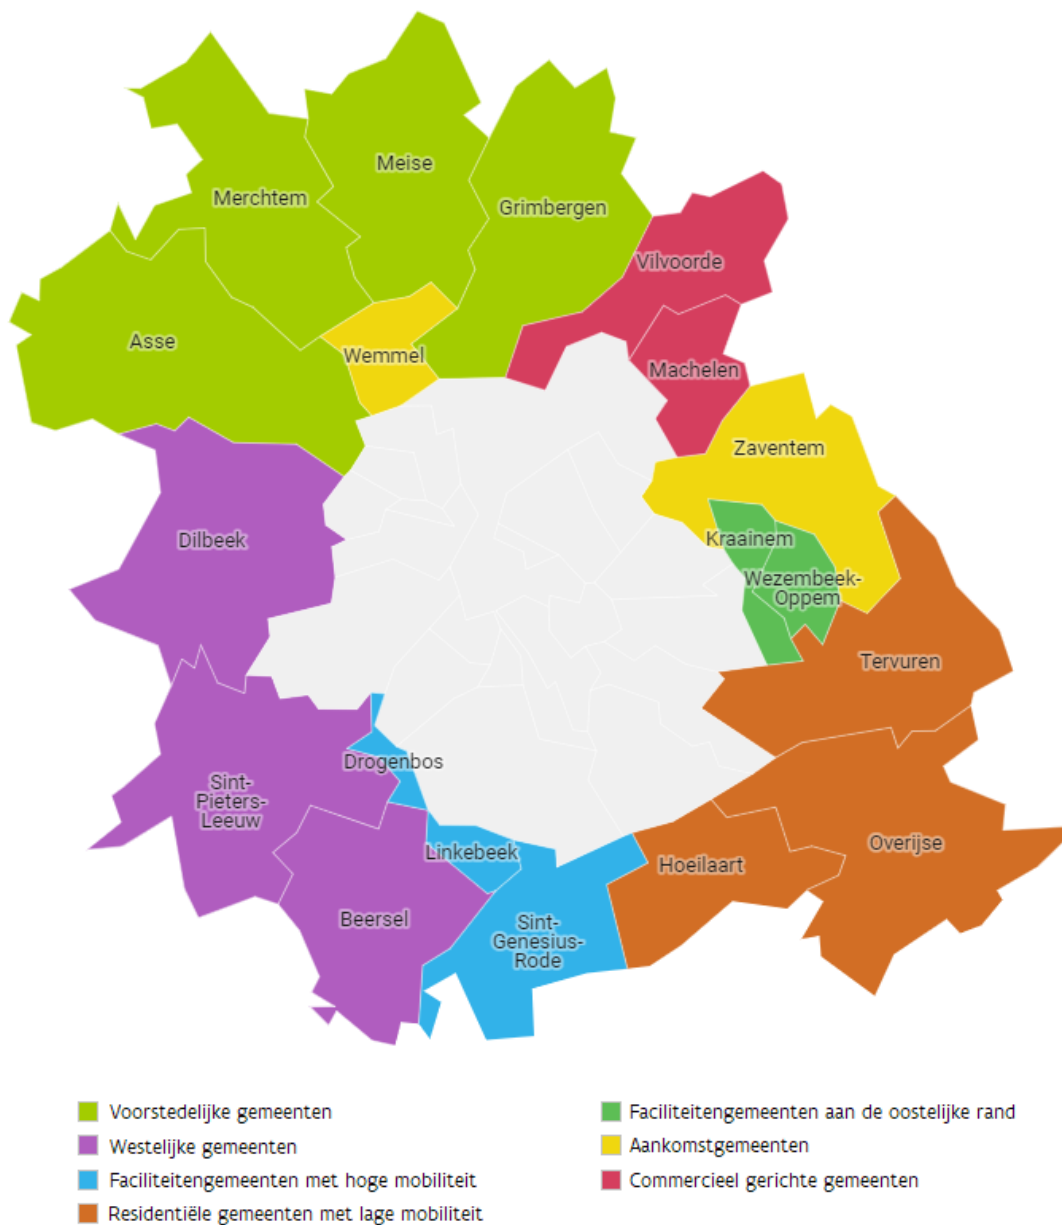 Meise
Merchtem
Grimbergen
Vilvoorde
Asse
Wemmel
Machelen
Zaventem
Dilbeek
Kraainem
Wezembeek-
Oppem
Tervuren
Drogenbos
Sint-
Pieters-
Leeuw
Linkebeek
Hoeilaart
Overijse
Beersel
Sint-
Genesius-
Rode
Voorstedelijke gemeenten
Westelijke gemeenten
Faciliteitengemeenten met hoge mobiliteit
Residentiële gemeenten met lage mobiliteit
Faciliteitengemeenten aan de oostelijke rand
Aankomstgemeenten
Commercieel gerichte gemeenten